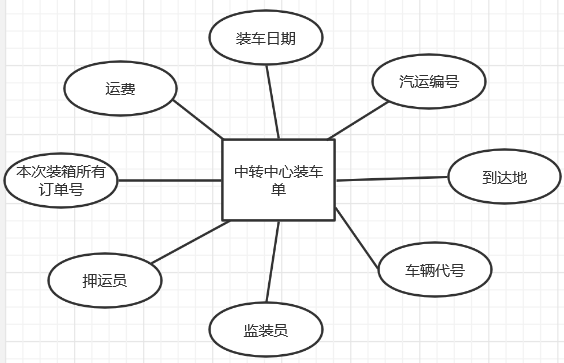 装车日期
汽运编号
运费
本次装箱所有
订单号
中转中心装车
单
到达地
押运员
车辆代号
监装员